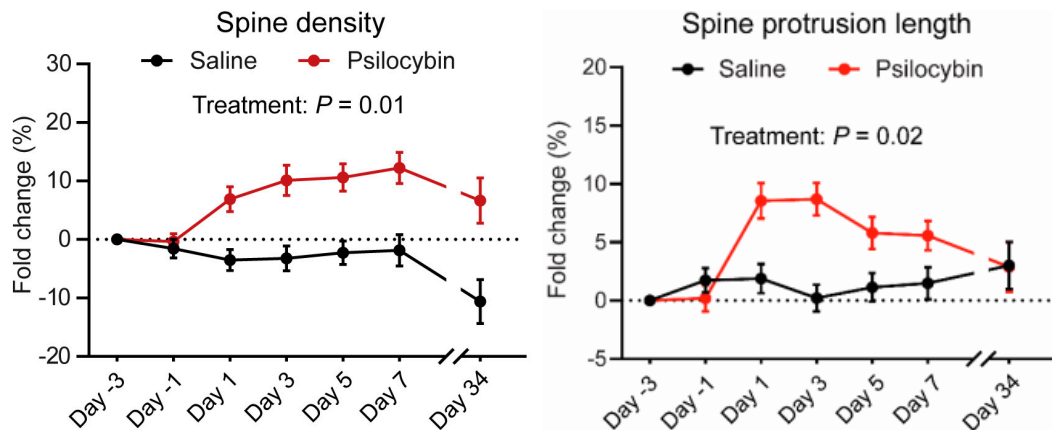 Spine density
Saline Psilocybin
Treatment: P = 0.01
Fold change (%)
30
20
10
0
-10
-20
Day -3
Day -1
Day 1
Day 3
Day 5
Day 7
Day 34
Spine protrusion length
Saline Psilocybin
Treatment: P = 0.02
Fold change (%)
20
15
10
5
0
-5
Day -3
Day -1
Day 1
Day 3
Day 5
Day 7
Day 34